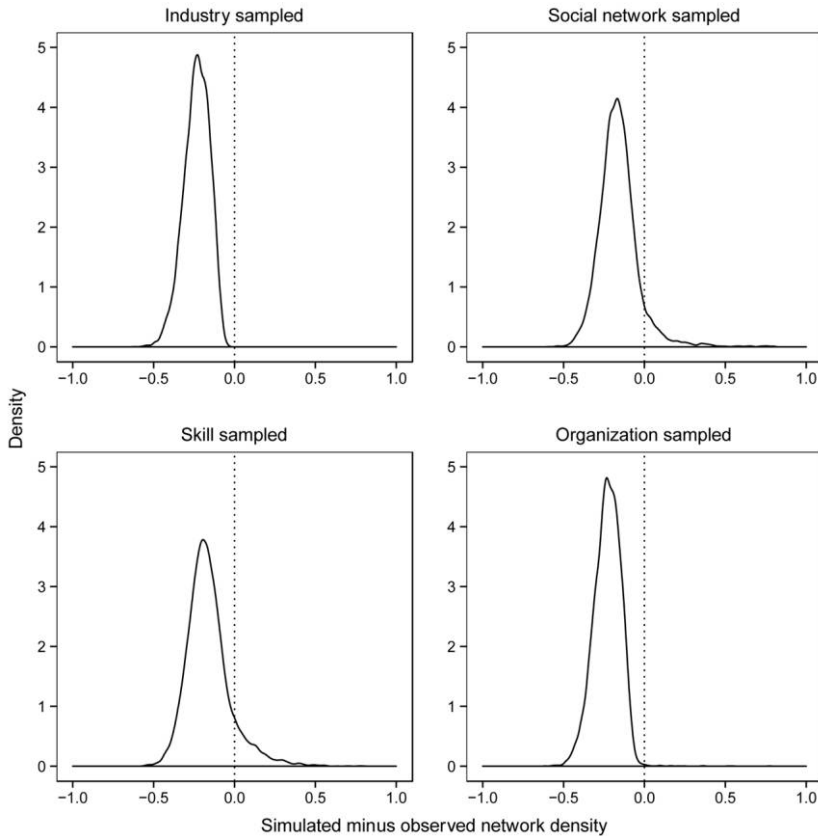 Industry sampled
Social network sampled
5
4
3
2
1
0
5
4
3
2
1
0
−1.0 −0.5 0.0 0.5 1.0
−1.0 −0.5 0.0 0.5 1.0
Density
Skill sampled
Organization sampled
5
4
3
2
1
0
5
4
3
2
1
0
−1.0 −0.5 0.0 0.5 1.0
−1.0 −0.5 0.0 0.5 1.0
Simulated minus observed network density